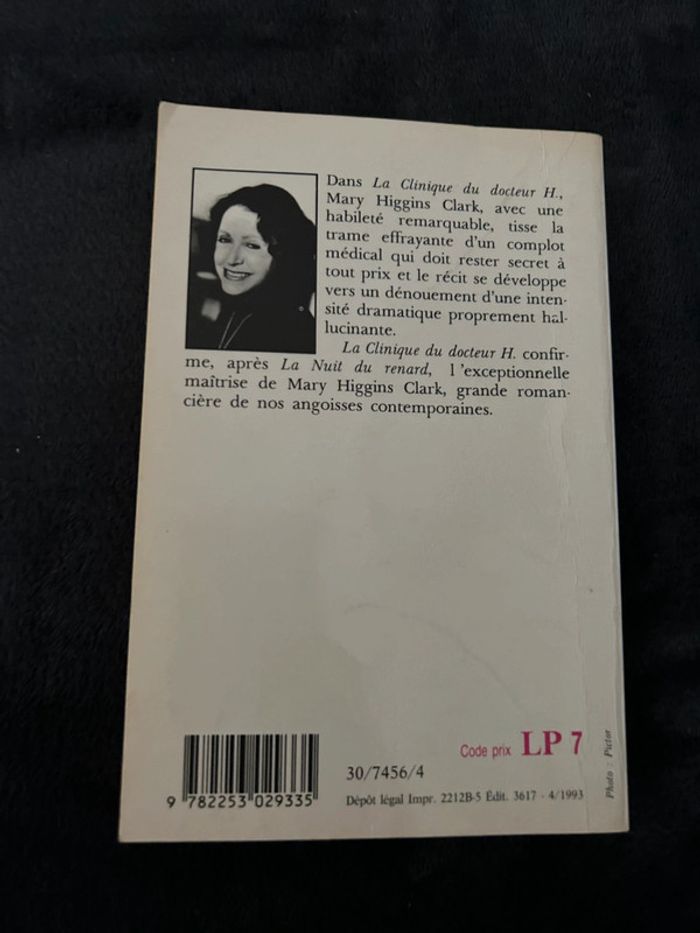 Dans La Clinique du docteur H.,
Mary Higgins Clark, avec une
habileté remarquable, tisse la
trame effrayante d'un complot
médical qui doit rester secret à
tout prix et le récit se développe
vers un dénouement d'une inten-
sité dramatique proprement hal-
lucinante.
La Clinique du docteur H. confir-
me, après La Nuit du renard, l'exceptionnelle
maîtrise de Mary Higgins Clark, grande roman-
cière de nos angoisses contemporaines.
Code prix LP 7
30/7456/4
Dépôt légal Impr. 2212B-5 Édit. 3617 - 4/1993
9 782253 029335
Photo : Pictor